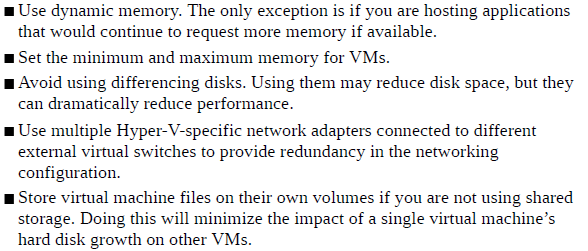 ■ Use dynamic memory. The only exception is if you are hosting applications
that would continue to request more memory if available.
■ Set the minimum and maximum memory for VMs.
■ Avoid using differencing disks. Using them may reduce disk space, but they
can dramatically reduce performance.
■ Use multiple Hyper-V-specific network adapters connected to different
external virtual switches to provide redundancy in the networking
configuration.
■ Store virtual machine files on their own volumes if you are not using shared
storage. Doing this will minimize the impact of a single virtual machine’s
hard disk growth on other VMs.